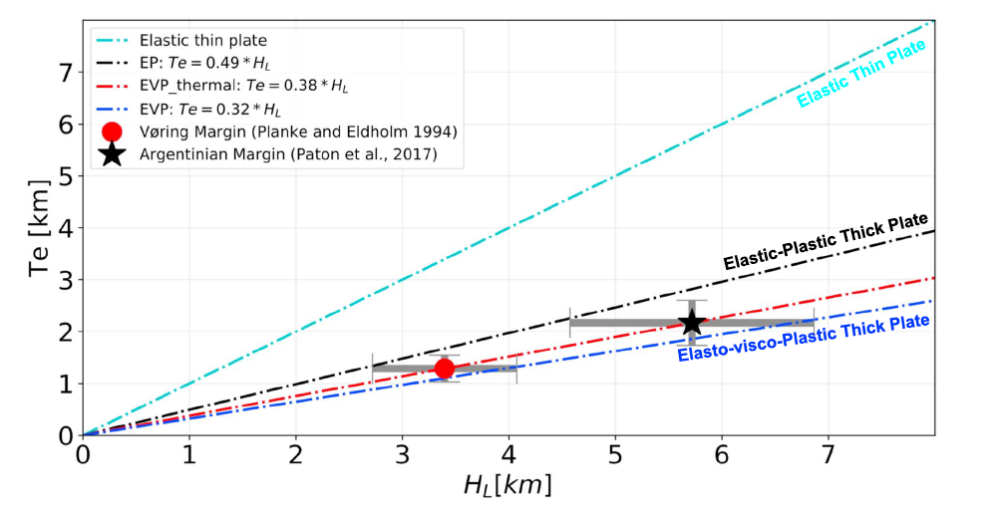 Elastic thin plate
EP: Te = 0.49 * H_L
EVP_thermal: Te = 0.38 * H_L
EVP: Te = 0.32 * H_L
Vøring Margin (Planke and Eldholm 1994)
Argentinian Margin (Paton et al., 2017)
Elastic Thin Plate
Elastic-Plastic Thick Plate
Elasto-visco-Plastic Thick Plate
Te [km]
7
6
5
4
3
2
1
0
0 1 2 3 4 5 6 7
H_L[km]